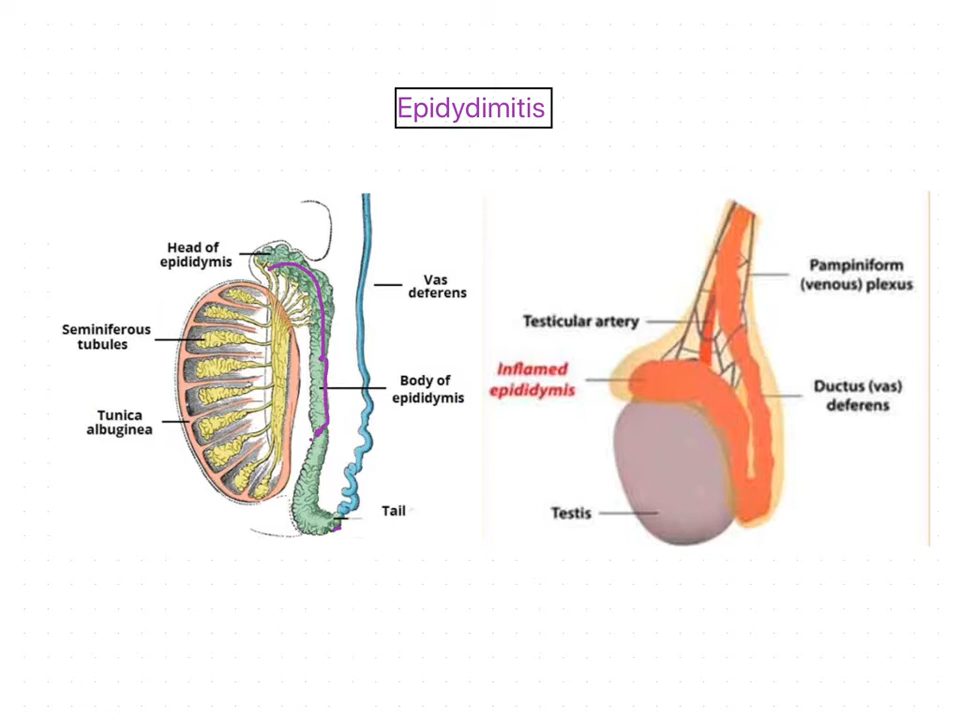 Epidydimitis
Head of
epididymis
Seminiferous
tubules
Tunica
albuginea
Vas
deferens
Body of
epididymis
Tail
Pampiniform
(venous) plexus
Testicular artery
Inflamed
epididymis
Ductus (vas)
deferens
Testis